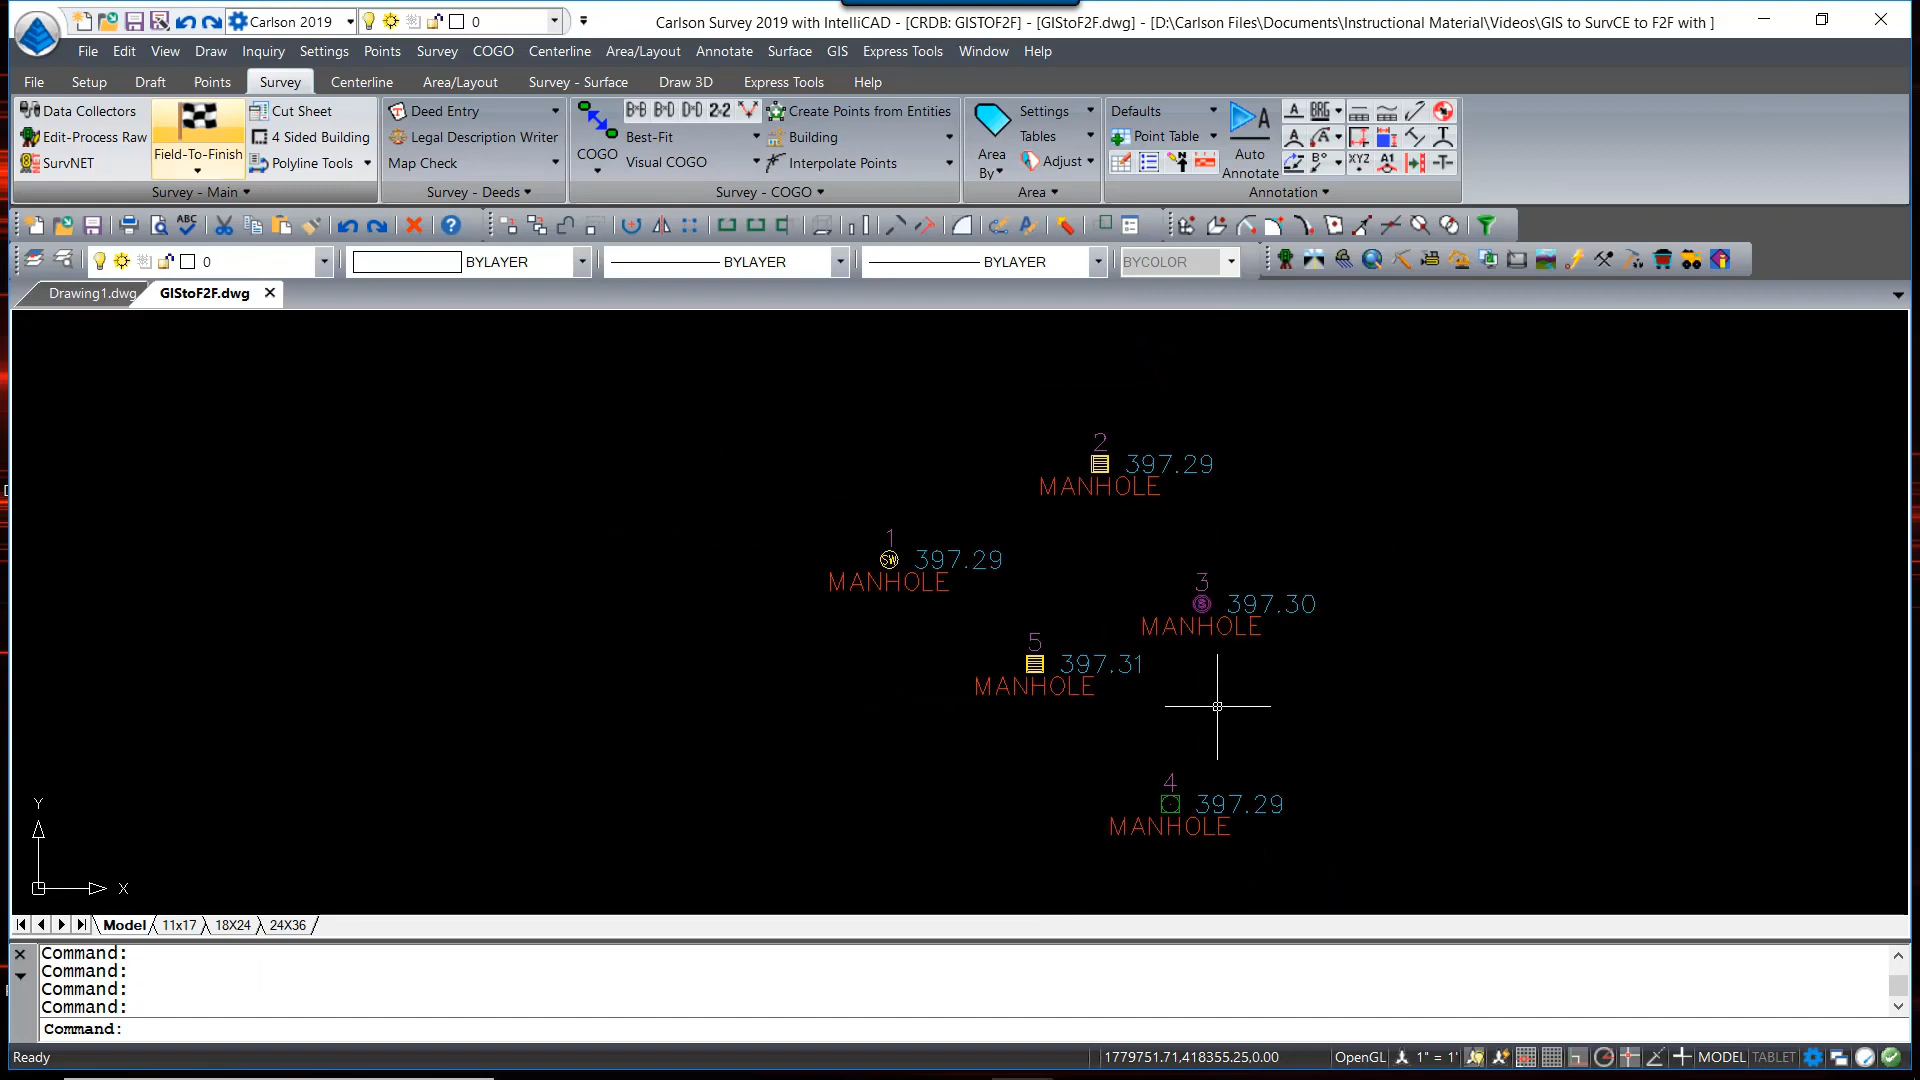 Carlson 2019
0
Carlson Survey 2019 with IntelliCAD - [CRDB: GISTOF2F] - [GIStoF2F.dwg] - [D:\Carlson Files\Documents\Instructional Material\Videos\GIS to SurvCE to F2F with ]
File Edit View Draw Inquiry Settings Points Survey COGO Centerline Area/Layout Annotate Surface GIS Express Tools Window Help
File Setup Draft Points Survey Centerline Area/Layout Survey - Surface Draw 3D Express Tools Help
Data Collectors
Edit-Process Raw
SurvNET
Field-To-Finish
Cut Sheet
4 Sided Building
Polyline Tools
Survey - Main
Deed Entry
Legal Description Writer
Map Check
Survey - Deeds
COGO
Best-Fit
Visual COGO
Create Points from Entities
Building
Interpolate Points
Survey - COGO
Area
By
Settings
Tables
Adjust
Area
Defaults
Point Table
Auto
Annotate
BRG
XYZ
Annotation
ABC
0
BYLAYER
BYLAYER
BYLAYER
BYCOLOR
Drawing1.dwg
GIStoF2F.dwg
2
397.29
MANHOLE
1
SW
397.29
MANHOLE
3
S
397.30
MANHOLE
5
397.31
MANHOLE
4
397.29
MANHOLE
Y
X
Model 11x17 18X24 24X36
Command:
Command:
Command:
Command:
Command:
Ready
1779751.71,418355.25,0.00
OpenGL
1" = 1'
MODEL TABLET